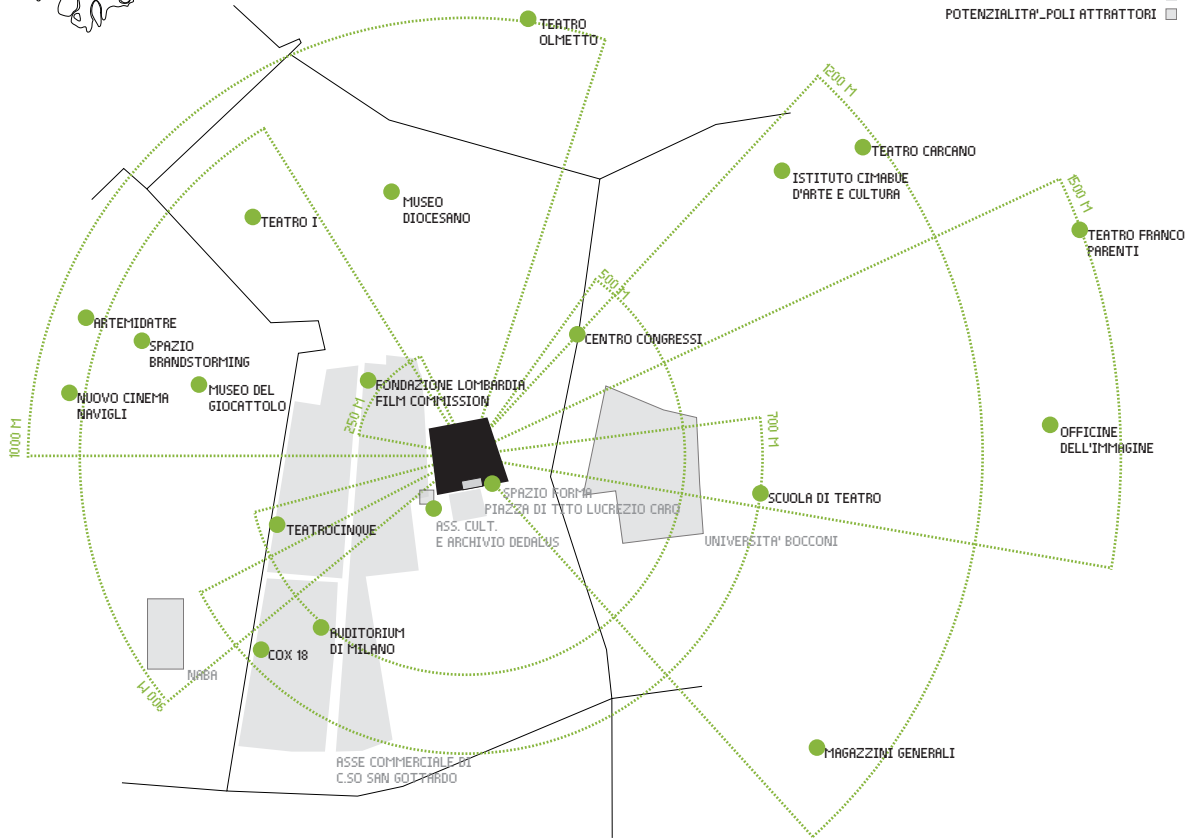 POTENZIALITA'_POLI ATTRATTORI
TEATRO
OLMETTO
1200 M
TEATRO CARCANO
ISTITUTO CIMABUE
D'ARTE E CULTURA
1500 M
MUSEO
DIOCESANO
TEATRO I
TEATRO FRANCO
PARENTI
500 M
ARTEMIDATRE
SPAZIO
BRANDSTORMING
CENTRO CONGRESSI
NUOVO CINEMA
NAVIGLI
MUSEO DEL
GIOCATTOLO
FONDAZIONE LOMBARDIA
FILM COMMISSION
250 M
700 M
1000 M
OFFICINE
DELL'IMMAGINE
SPAZIO FORMA
PIAZZA DI TITO LUCREZIO CARO
SCUOLA DI TEATRO
TEATROCINQUE
ASS. CULT.
E ARCHIVIO DEDALUS
UNIVERSITA' BOCCONI
AUDITORIUM
DI MILANO
COX 18
NABA
900 M
MAGAZZINI GENERALI
ASSE COMMERCIALE DI
C.SO SAN GOTTARDO